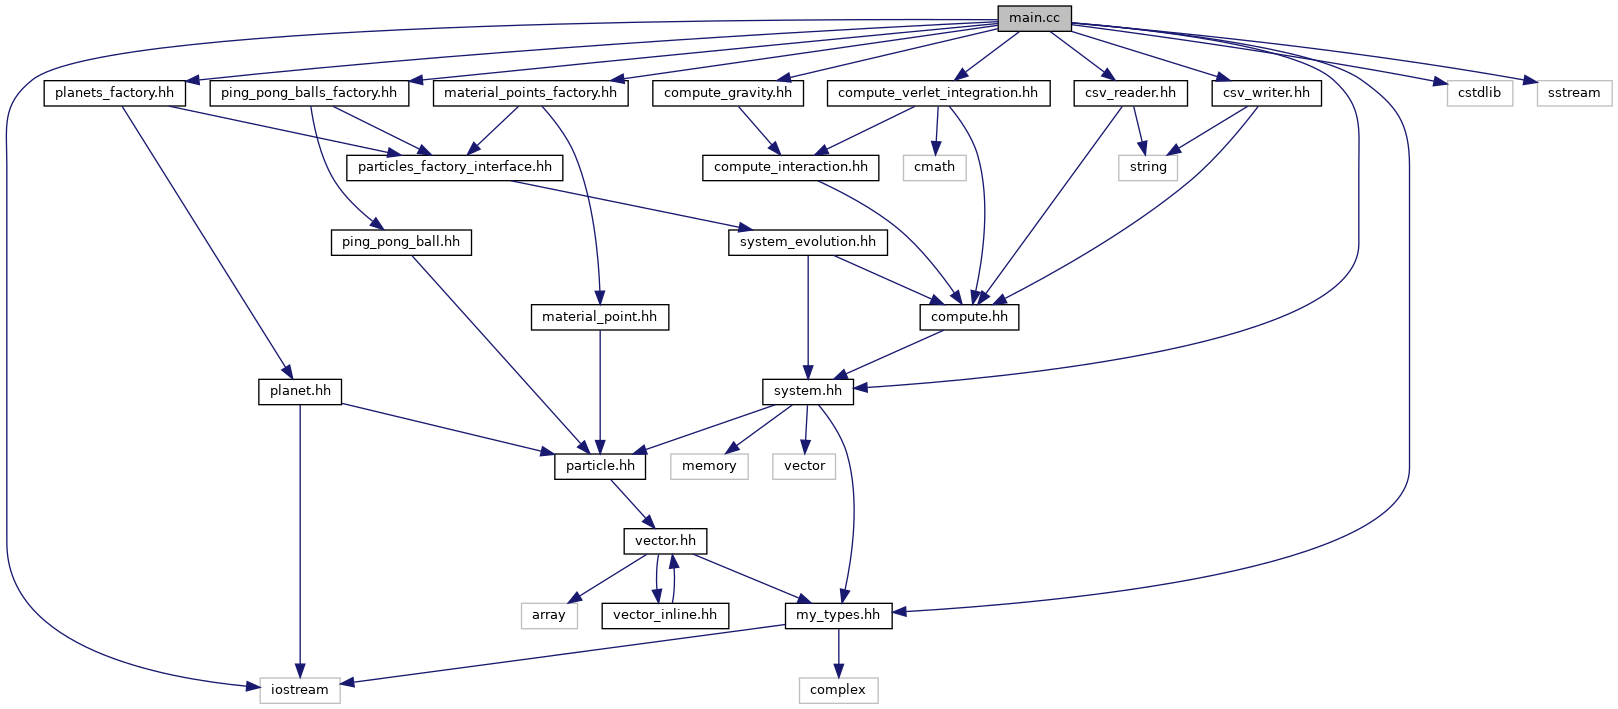 main.cc
planets_factory.hh
ping_pong_balls_factory.hh
material_points_factory.hh
compute_gravity.hh
compute_verlet_integration.hh
csv_reader.hh
csv_writer.hh
cstdlib
sstream
particles_factory_interface.hh
compute_interaction.hh
cmath
string
ping_pong_ball.hh
system_evolution.hh
material_point.hh
compute.hh
planet.hh
system.hh
particle.hh
memory
vector
vector.hh
array
vector_inline.hh
my_types.hh
iostream
complex